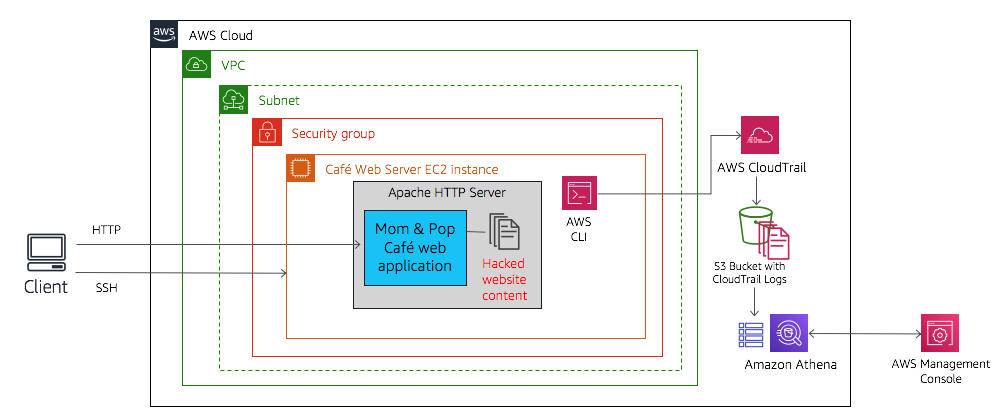 aws
AWS Cloud
VPC
Subnet
Security group
Café Web Server EC2 instance
Apache HTTP Server
Mom & Pop
Café web
application
Hacked
website
content
AWS
CLI
HTTP
SSH
Client
AWS CloudTrail
S3 Bucket with
CloudTrail Logs
Amazon Athena
AWS Management
Console